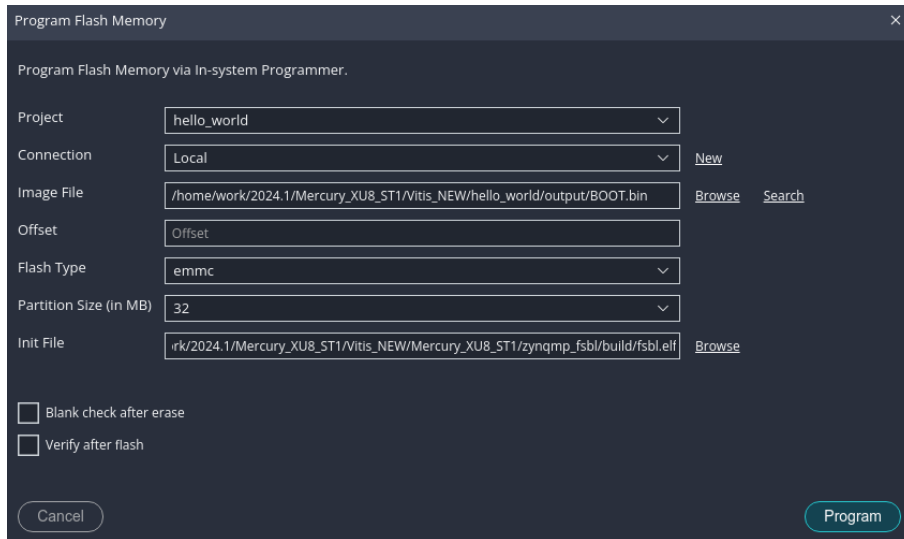 Program Flash Memory
Program Flash Memory via In-system Programmer.
Project hello_world
Connection Local New
Image File /home/work/2024.1/Mercury_XU8_ST1/Vitis_NEW/hello_world/output/BOOT.bin Browse Search
Offset Offset
Flash Type emmc
Partition Size (in MB) 32
Init File rk/2024.1/Mercury_XU8_ST1/Vitis_NEW/Mercury_XU8_ST1/zynqmp_fsbl/build/fsbl.elf Browse
Blank check after erase
Verify after flash
Cancel Program